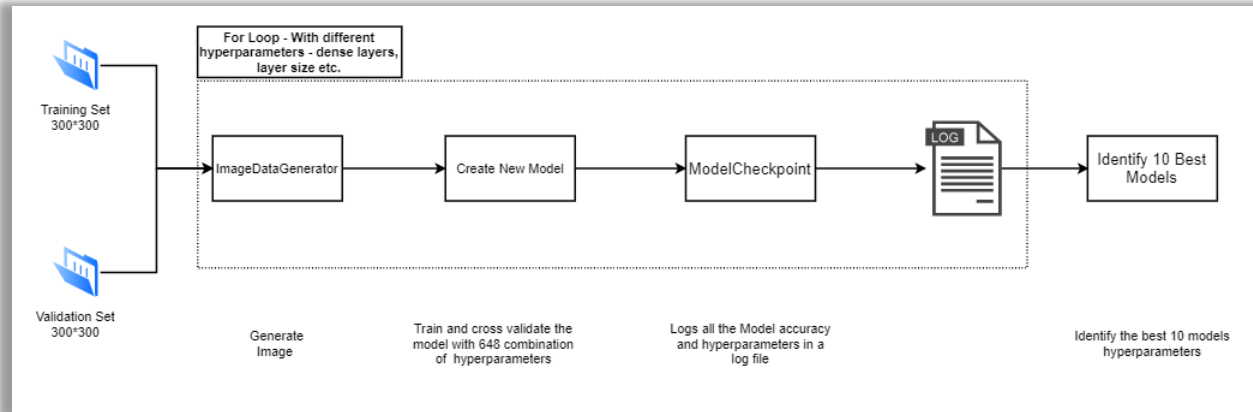 For Loop - With different
hyperparameters - dense layers,
layer size etc.
Training Set
300*300
ImageDataGenerator
Create New Model
ModelCheckpoint
LOG
Identify 10 Best
Models
Validation Set
300*300
Generate
Image
Train and cross validate the
model with 648 combination
of hyperparameters
Logs all the Model accuracy
and hyperparameters in a
log file
Identify the best 10 models
hyperparameters